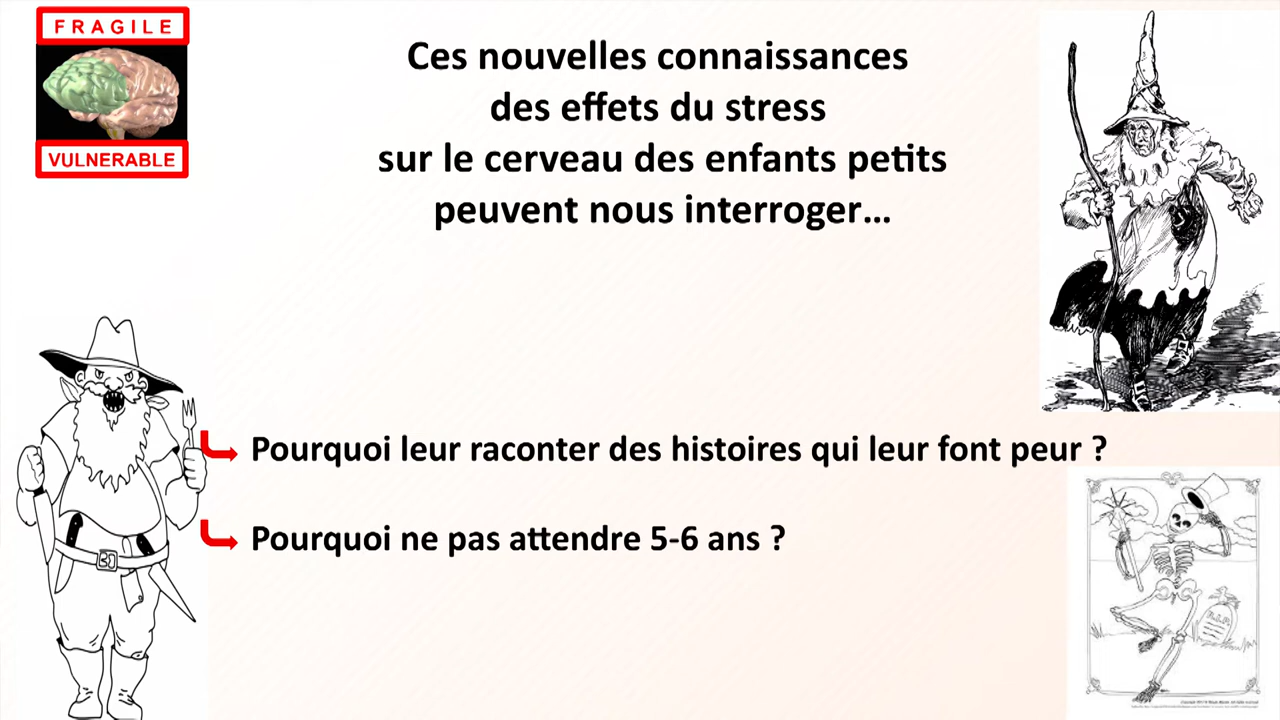 FRAGILE
VULNERABLE
Ces nouvelles connaissances
des effets du stress
sur le cerveau des enfants petits
peuvent nous interroger…
Pourquoi leur raconter des histoires qui leur font peur ?
Pourquoi ne pas attendre 5-6 ans ?
R.I.P.